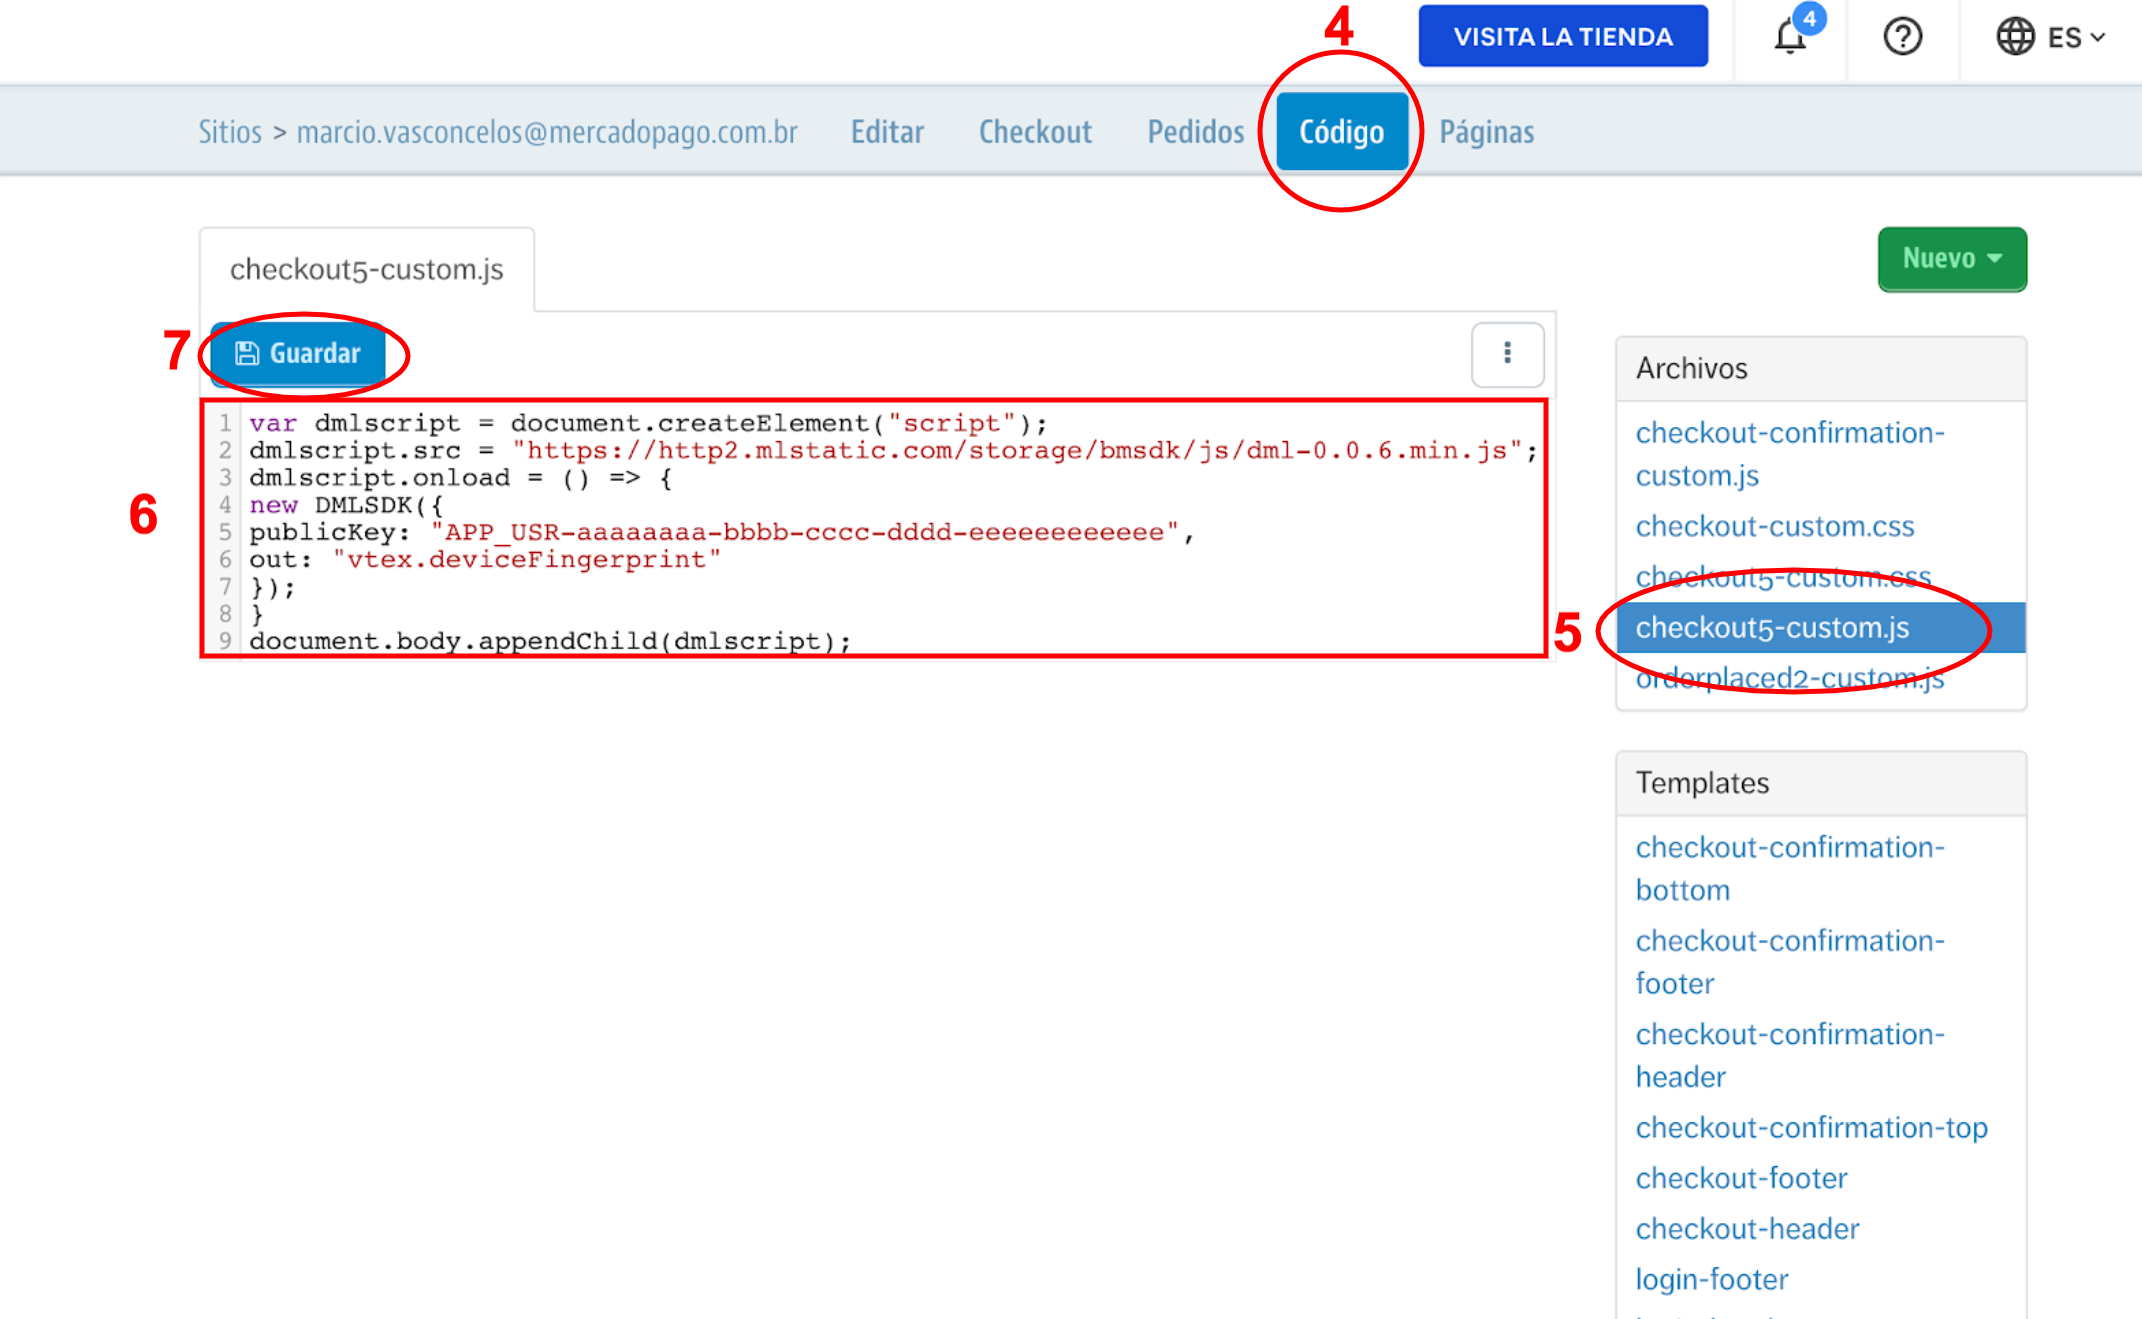 4
VISITA LA TIENDA
4
ES
Sitios > marcio.vasconcelos@mercadopago.com.br
Editar
Checkout
Pedidos
Código
Páginas
checkout5-custom.js
Nuevo
7
Guardar
6
1 var dmlscript = document.createElement("script");
2 dmlscript.src = "https://http2.mlstatic.com/storage/bmsdk/js/dml-0.0.6.min.js";
3 dmlscript.onload = () => {
4 new DMLSDK({
5 publicKey: "APP_USR-aaaaaaaa-bbbb-cccc-dddd-eeeeeeeeeeee",
6 out: "vtex.deviceFingerprint"
7 });
8 }
9 document.body.appendChild(dmlscript);
Archivos
checkout-confirmation-
custom.js
checkout-custom.css
checkout5-custom.css
5
checkout5-custom.js
orderplaced2-custom.js
Templates
checkout-confirmation-
bottom
checkout-confirmation-
footer
checkout-confirmation-
header
checkout-confirmation-top
checkout-footer
checkout-header
login-footer